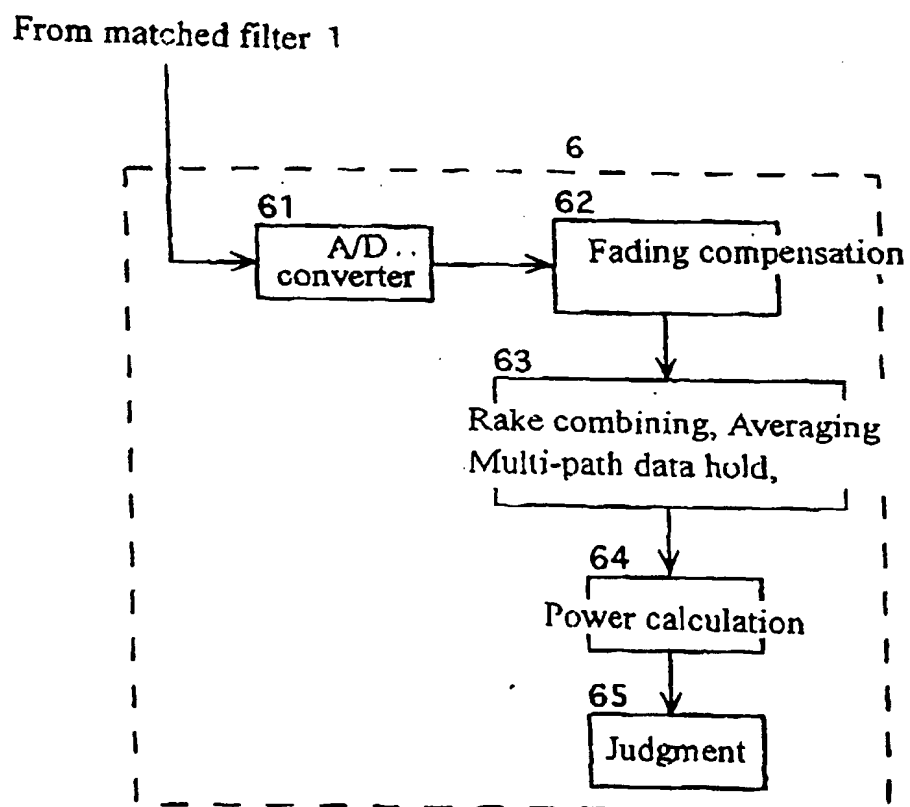 From matched filter 1
6
61
A/D..
converter
62
Fading compensation
63
Rake combining, Averaging
Multi-path data hold,
64
Power calculation
65
Judgment